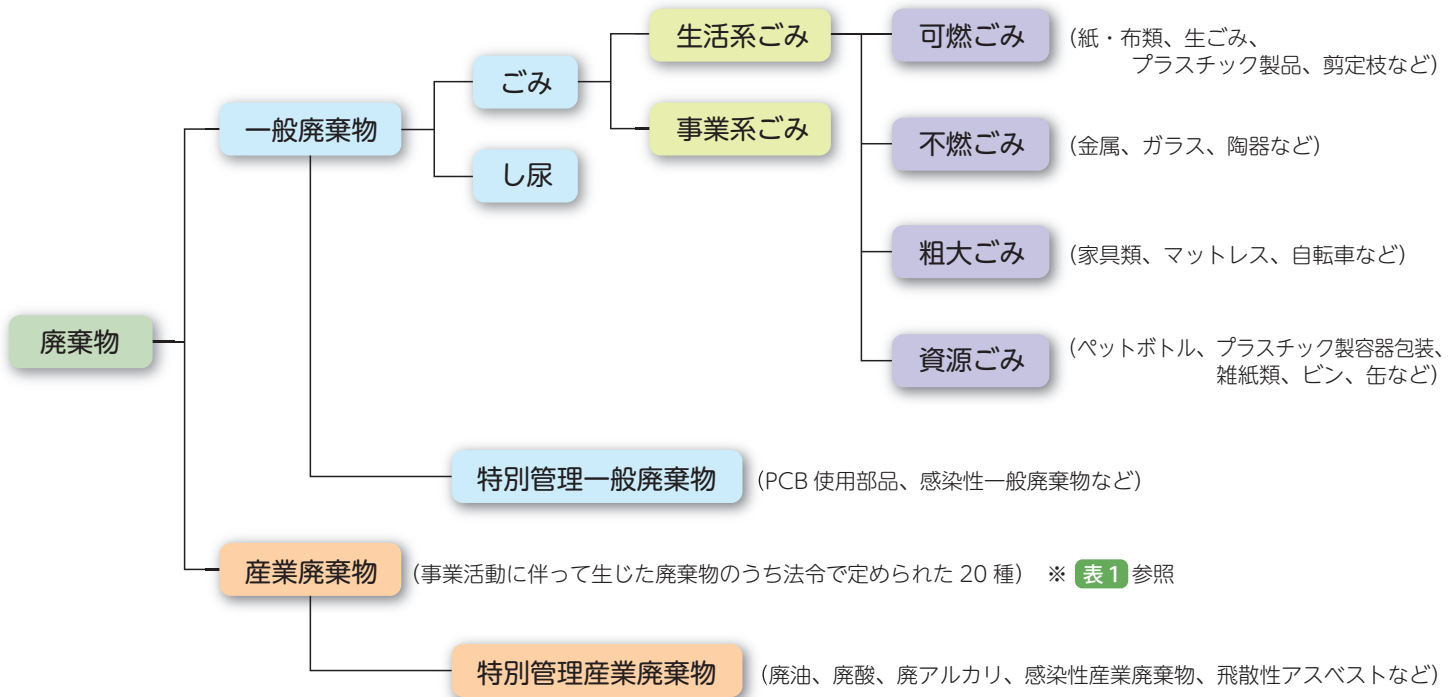 生活系ごみ
可燃ごみ
(紙・布類、生ごみ、
プラスチック製品、剪定枝など)
ごみ
一般廃棄物
事業系ごみ
不燃ごみ
(金属、ガラス、陶器など)
し尿
粗大ごみ
(家具類、マットレス、自転車など)
廃棄物
資源ごみ
(ペットボトル、プラスチック製容器包装、
雑紙類、ビン、缶など)
特別管理一般廃棄物
(PCB 使用部品、感染性一般廃棄物など)
産業廃棄物
(事業活動に伴って生じた廃棄物のうち法令で定められた 20 種) ※ 表1 参照
特別管理産業廃棄物
(廃油、廃酸、廃アルカリ、感染性産業廃棄物、飛散性アスベストなど)